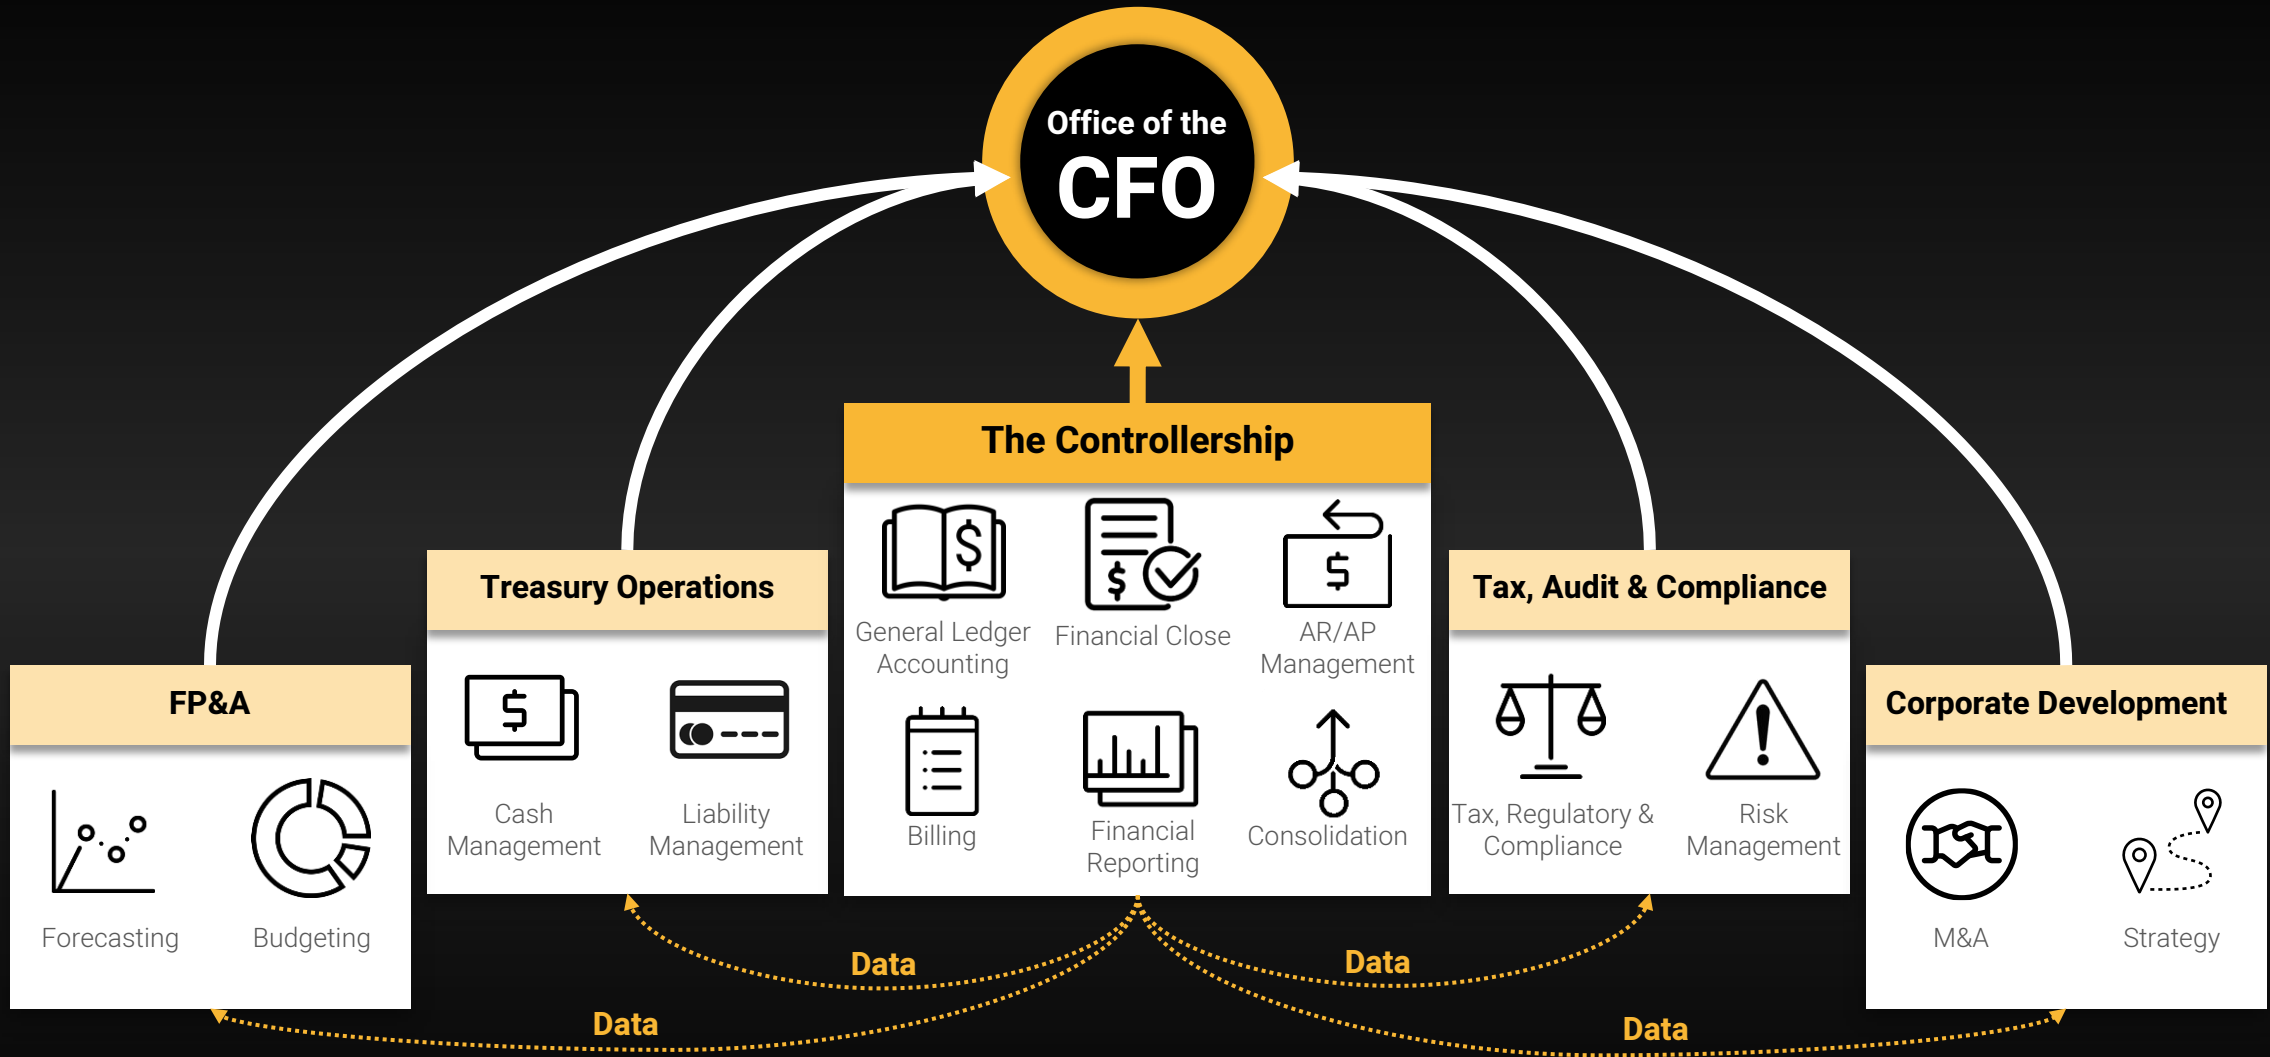 Office of the
CFO
The Controllership
General Ledger
Accounting
Financial Close
AR/AP
Management
Billing
Financial
Reporting
Consolidation
Treasury Operations
Cash
Management
Liability
Management
Tax, Audit & Compliance
Tax, Regulatory &
Compliance
Risk
Management
FP&A
Forecasting
Budgeting
Corporate Development
M&A
Strategy
Data
Data
Data
Data